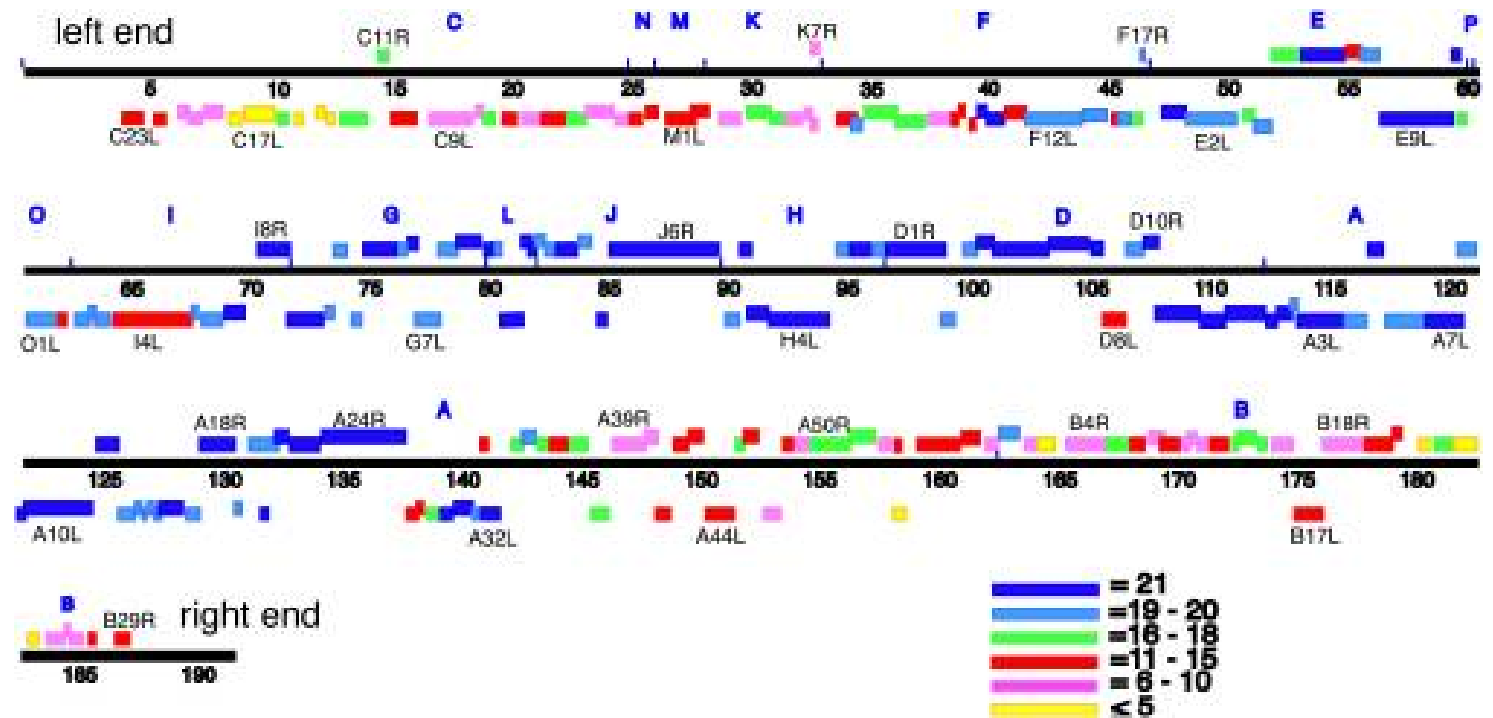 left end C N M K F E P
C11R K7R F17R
5 10 15 20 25 30 35 40 45 50 55 60
C23L C17L C9L M1L F12L E2L E9L
O I G L J H D A
I8R J6R D1R D10R
65 70 75 80 85 90 95 100 105 110 115 120
O1L I4L G7L H4L D8L A3L A7L
A B
A18R A24R A39R A50R B4R B18R
125 130 135 140 145 150 155 160 165 170 175 180
A10L A32L A44L B17L
B
B29R right end
185 190
= 21
=19 - 20
=16 - 18
=11 - 15
= 6 - 10
< 5